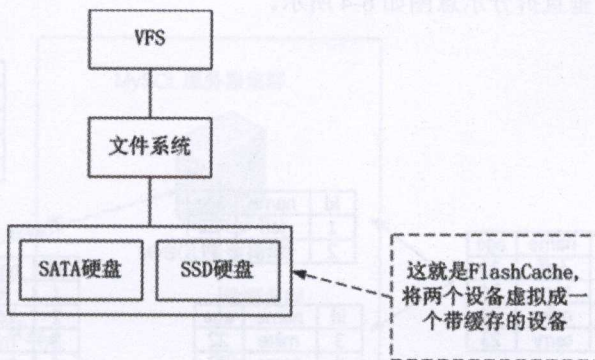 VFS
文件系统
SATA硬盘
SSD硬盘
这就是FlashCache,
将两个设备虚拟成一
个带缓存的设备